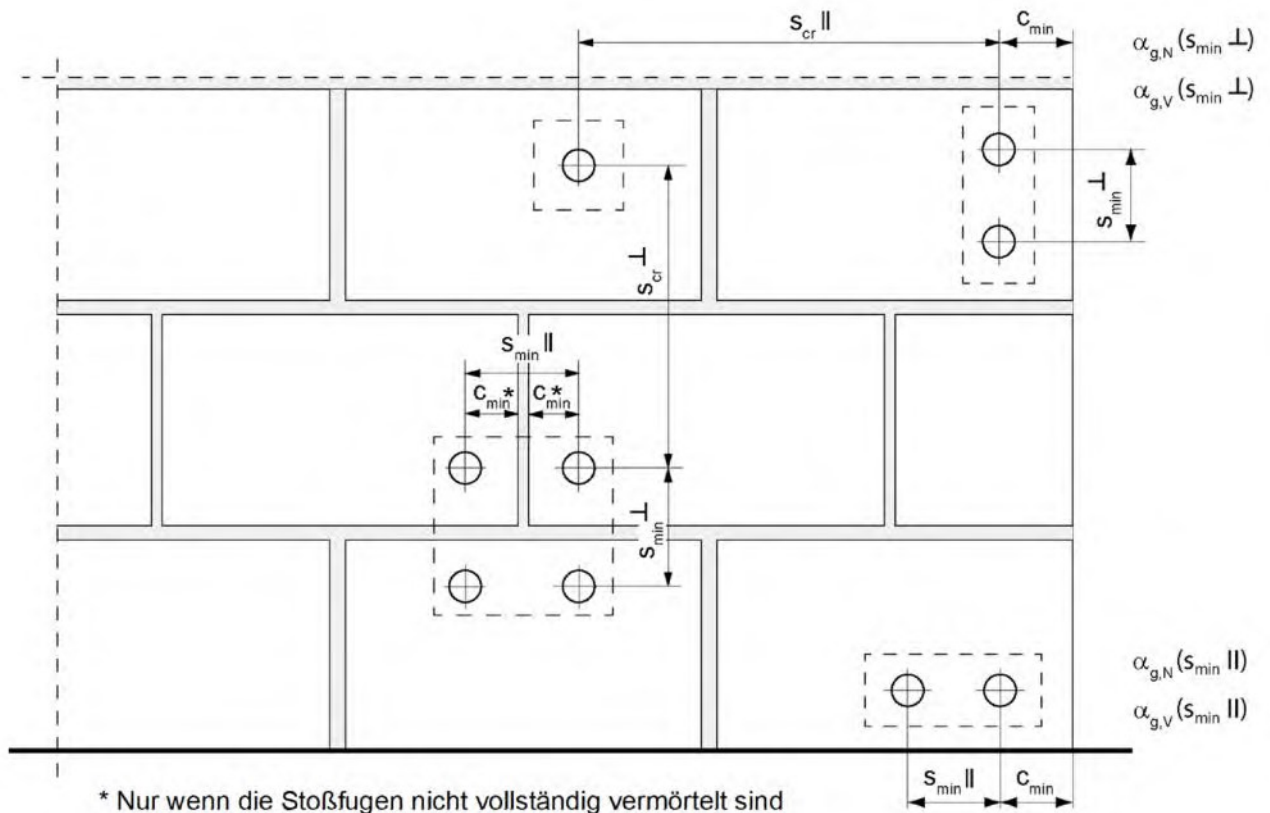 s_cr || c_min
α_g,N (s_min ⊥)
α_g,V (s_min ⊥)
s_min ⊥
s_cr ⊥
s_min ||
c_min* c_min*
s_min ⊥
α_g,N (s_min ||)
α_g,V (s_min ||)
s_min || c_min
* Nur wenn die Stoßfugen nicht vollständig vermörtelt sind